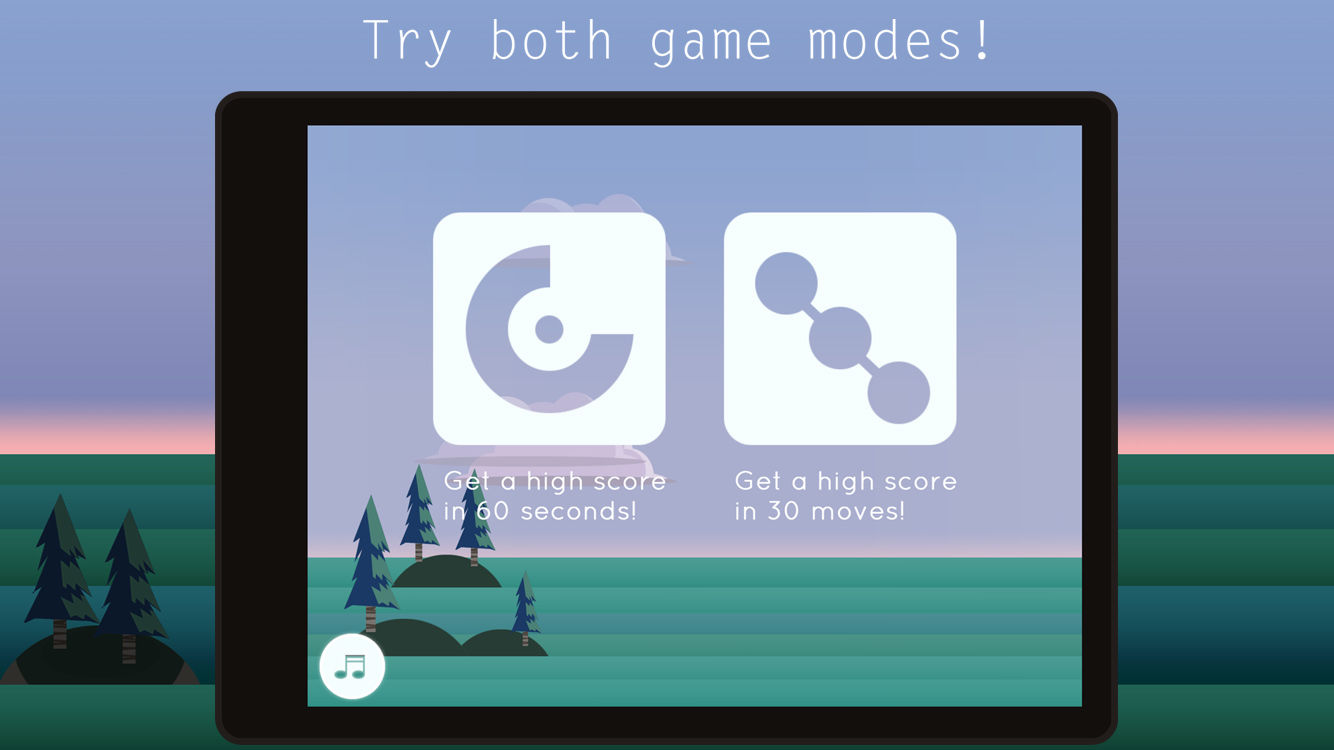 Try both game modes!
Get a high score
in 60 seconds!
Get a high score
in 30 moves!